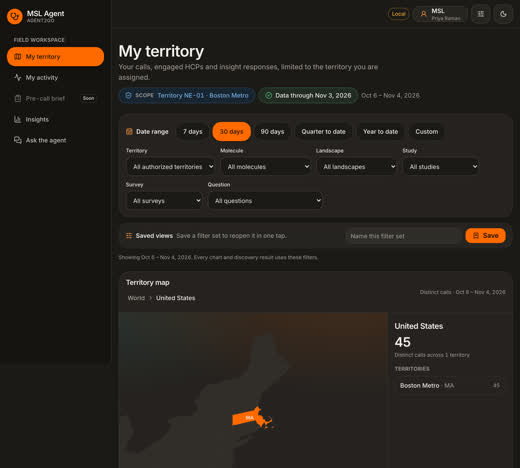 MSL Agent
AGENT2GO
Local
MSL
Priya Raman
FIELD WORKSPACE
My territory
My activity
Pre-call brief
Soon
Insights
Ask the agent
My territory
Your calls, engaged HCPs and insight responses, limited to the territory you are
assigned.
SCOPE Territory NE-01 · Boston Metro
Data through Nov 3, 2026
Oct 6 – Nov 4, 2026
Date range
7 days
30 days
90 days
Quarter to date
Year to date
Custom
Territory
Molecule
Landscape
Study
All authorized territories
All molecules
All landscapes
All studies
Survey
Question
All surveys
All questions
Saved views
Save a filter set to reopen it in one tap.
Name this filter set
Save
Showing Oct 6 – Nov 4, 2026. Every chart and discovery result uses these filters.
Territory map
World > United States
Distinct calls · Oct 6 – Nov 4, 2026
United States
45
Distinct calls across 1 territory
TERRITORIES
Boston Metro · MA
45
MA